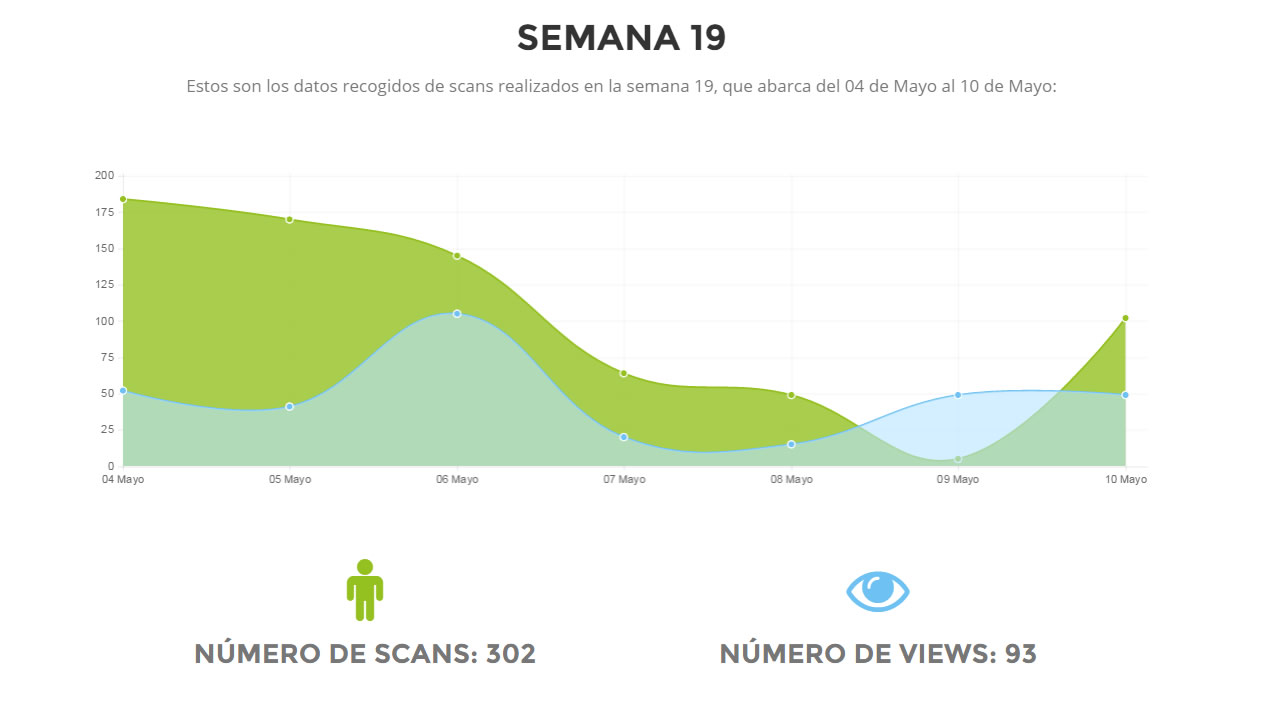 SEMANA 19
Estos son los datos recogidos de scans realizados en la semana 19, que abarca del 04 de Mayo al 10 de Mayo:
200
175
150
125
100
75
50
25
0
04 Mayo 05 Mayo 06 Mayo 07 Mayo 08 Mayo 09 Mayo 10 Mayo
NÚMERO DE SCANS: 302 NÚMERO DE VIEWS: 93